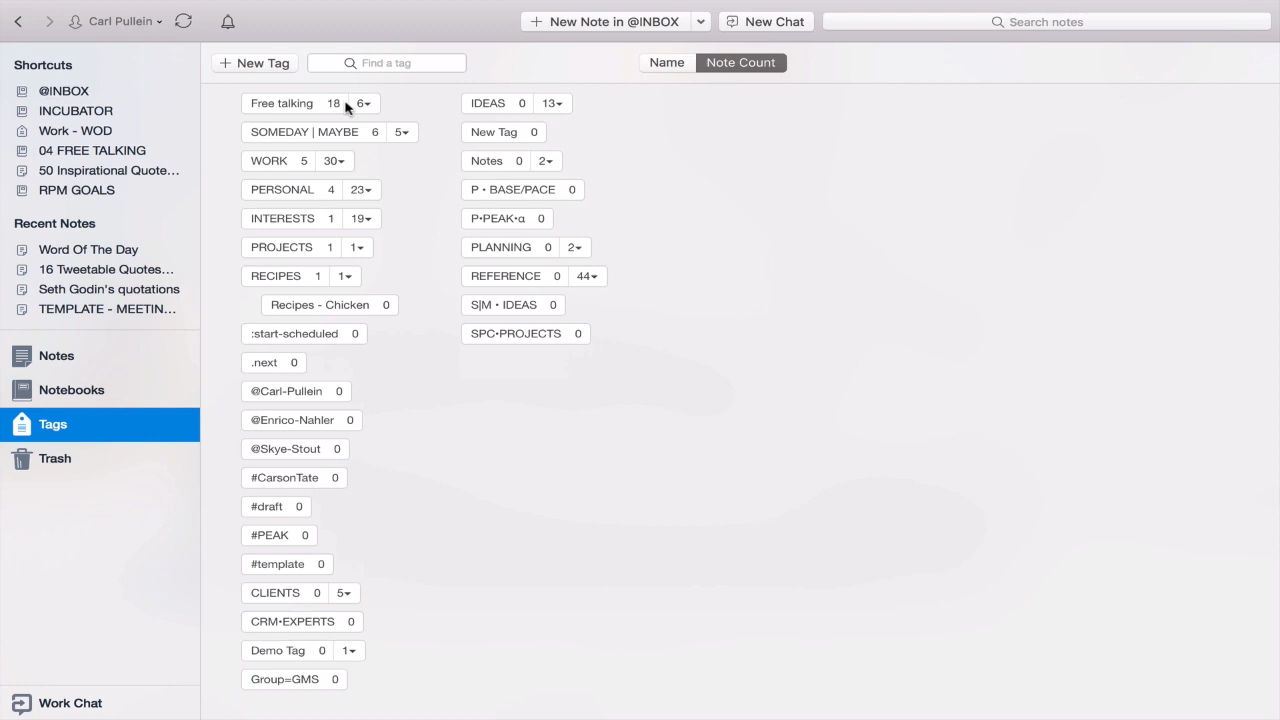 Carl Pullein
New Note in @INBOX
New Chat
Search notes
Shortcuts
@INBOX
INCUBATOR
Work - WOD
04 FREE TALKING
50 Inspirational Quote...
RPM GOALS
Recent Notes
Word Of The Day
16 Tweetable Quotes...
Seth Godin's quotations
TEMPLATE - MEETIN...
Notes
Notebooks
Tags
Trash
Work Chat
New Tag
Find a tag
Name
Note Count
Free talking 18 6
SOMEDAY | MAYBE 6 5
WORK 5 30
PERSONAL 4 23
INTERESTS 1 19
PROJECTS 1 1
RECIPES 1 1
Recipes - Chicken 0
:start-scheduled 0
.next 0
@Carl-Pullein 0
@Enrico-Nahler 0
@Skye-Stout 0
#CarsonTate 0
#draft 0
#PEAK 0
#template 0
CLIENTS 0 5
CRM•EXPERTS 0
Demo Tag 0 1
Group=GMS 0
IDEAS 0 13
New Tag 0
Notes 0 2
P • BASE/PACE 0
P•PEAK•α 0
PLANNING 0 2
REFERENCE 0 44
S|M • IDEAS 0
SPC•PROJECTS 0